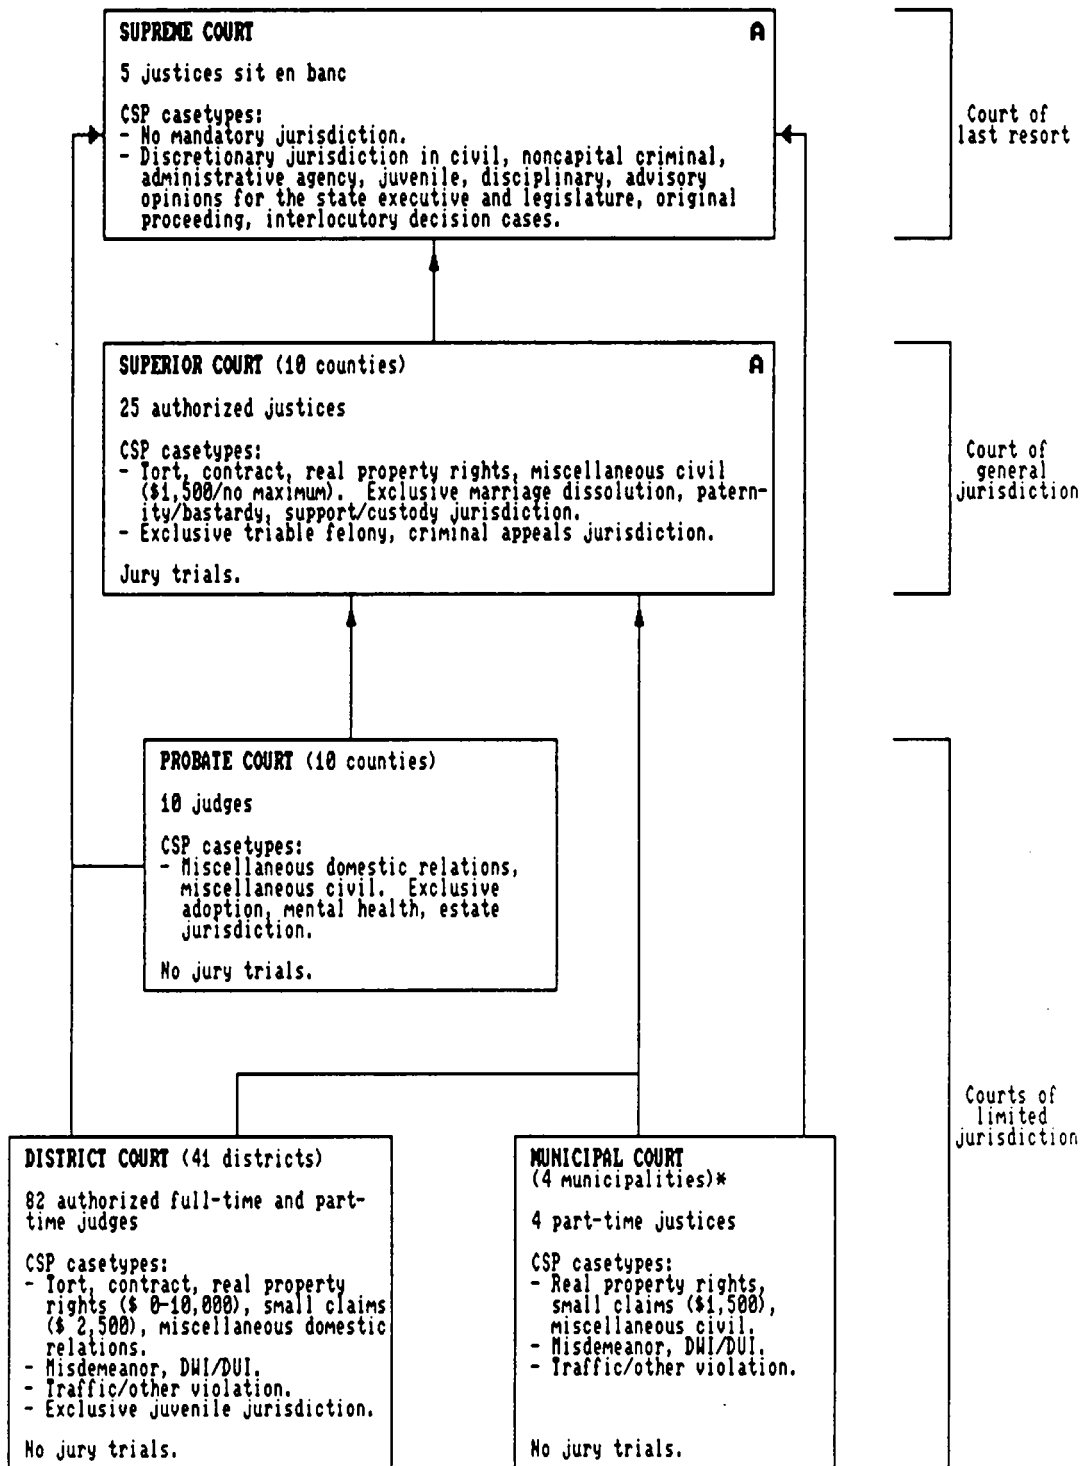 SUPREME COURT A
5 justices sit en banc
CSP casetypes:
- No mandatory jurisdiction.
- Discretionary jurisdiction in civil, noncapital criminal,
administrative agency, juvenile, disciplinary, advisory
opinions for the state executive and legislature, original
proceeding, interlocutory decision cases.
Court of
last resort
SUPERIOR COURT (10 counties) A
25 authorized justices
CSP casetypes:
- Tort, contract, real property rights, miscellaneous civil
($1,500/no maximum). Exclusive marriage dissolution, patern-
ity/bastardy, support/custody jurisdiction.
- Exclusive triable felony, criminal appeals jurisdiction.
Jury trials.
Court of
general
jurisdiction
PROBATE COURT (10 counties)
10 judges
CSP casetypes:
- Miscellaneous domestic relations,
miscellaneous civil. Exclusive
adoption, mental health, estate
jurisdiction.
No jury trials.
Courts of
limited
jurisdiction
DISTRICT COURT (41 districts)
82 authorized full-time and part-
time judges
CSP casetypes:
- Tort, contract, real property
rights ($ 0-10,000), small claims
($ 2,500), miscellaneous domestic
relations.
- Misdemeanor, DWI/DUI.
- Traffic/other violation.
- Exclusive juvenile jurisdiction.
No jury trials.
MUNICIPAL COURT
(4 municipalities)*
4 part-time justices
CSP casetypes:
- Real property rights,
small claims ($1,500),
miscellaneous civil.
- Misdemeanor, DWI/DUI.
- Traffic/other violation.
No jury trials.